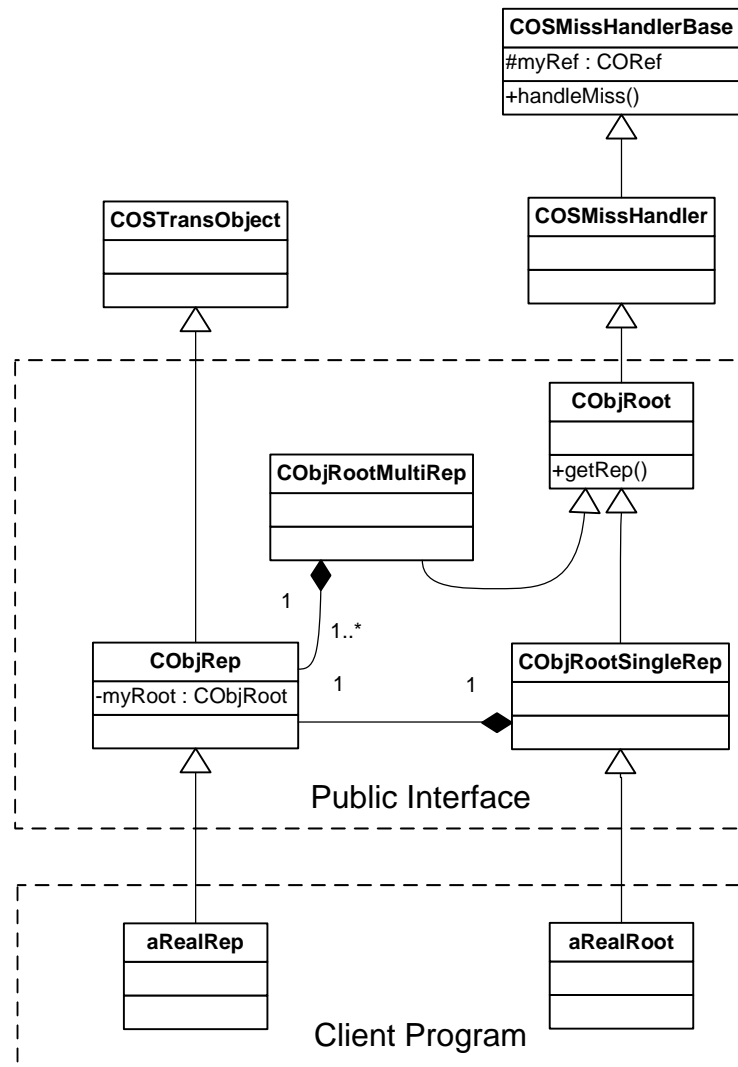 COSMissHandlerBase
#myRef : CORef
+handleMiss()
COSTransObject
COSMissHandler
CObjRoot
+getRep()
CObjRootMultiRep
1
1..*
CObjRep
-myRoot : CObjRoot
1
1
CObjRootSingleRep
Public Interface
aRealRep
aRealRoot
Client Program